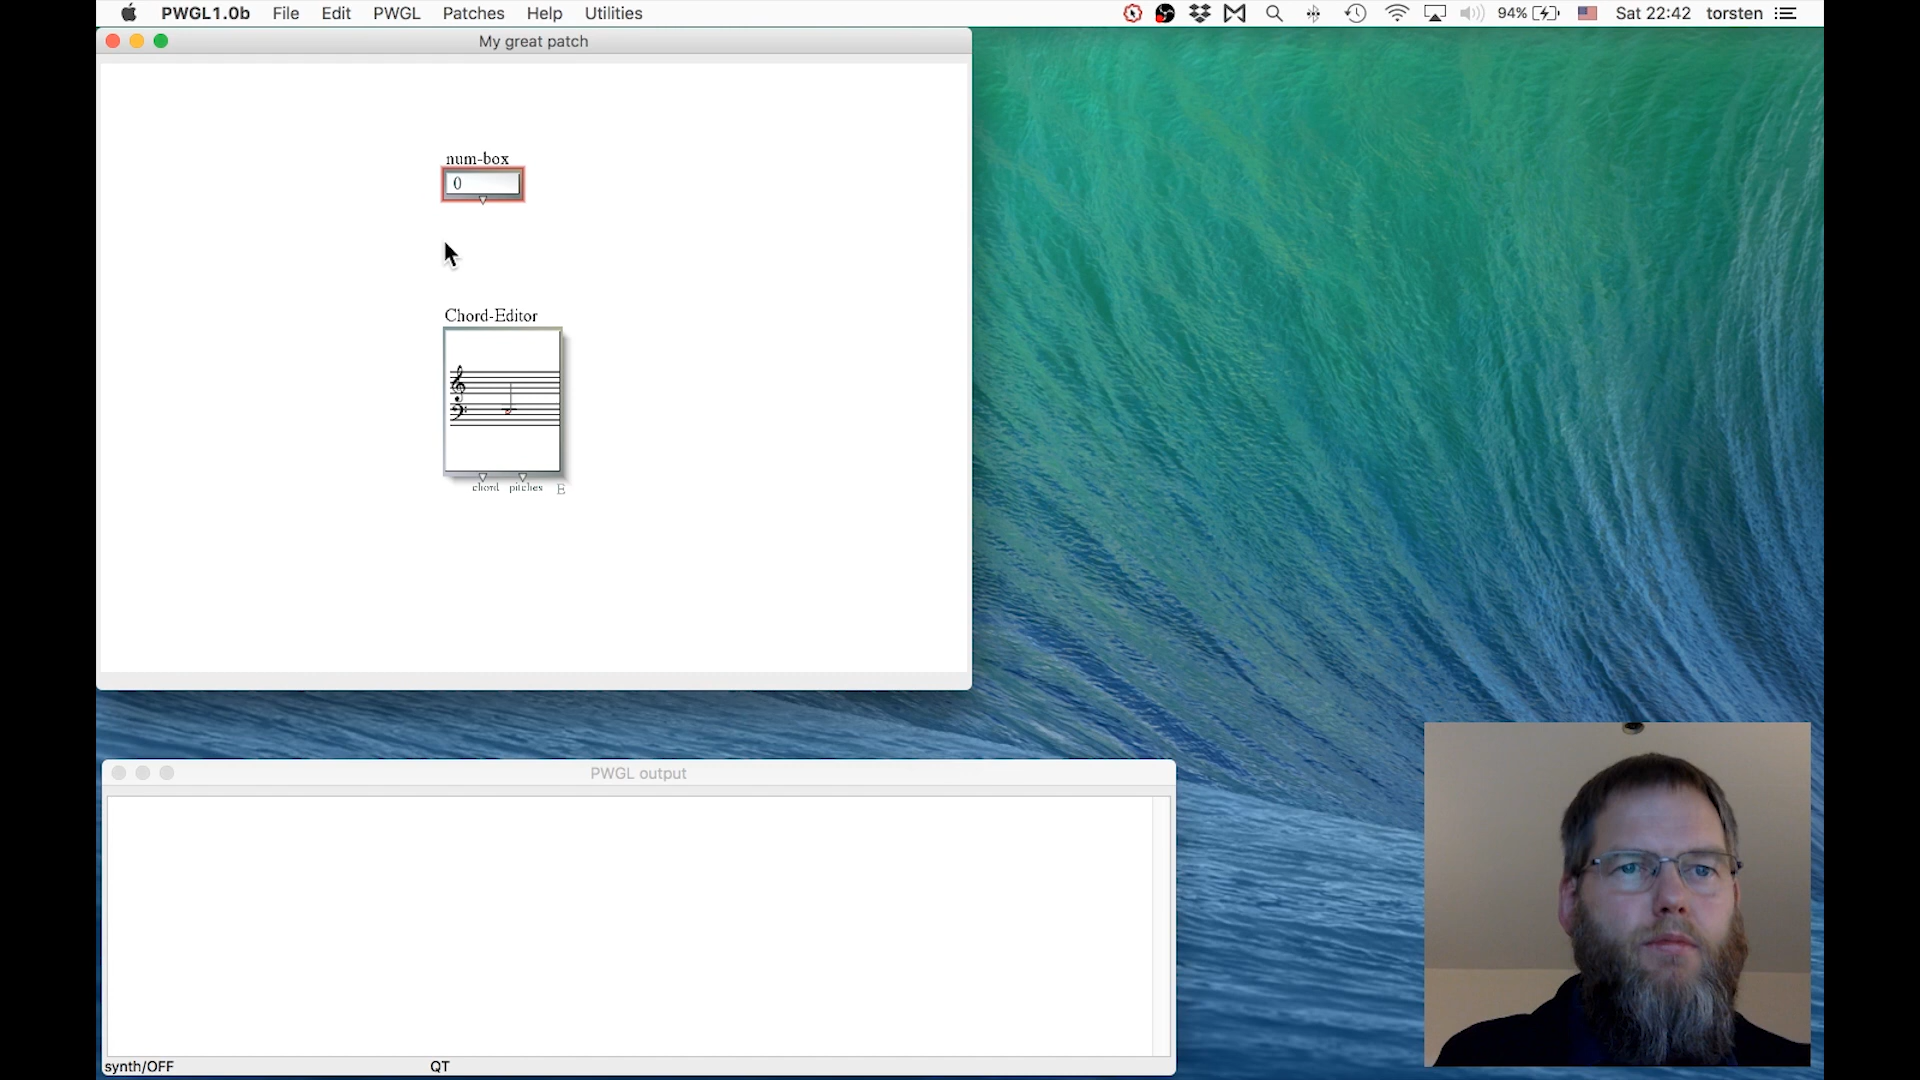 PWGL1.0b File Edit PWGL Patches Help Utilities 94% Sat 22:42 torsten
My great patch
num-box
0
Chord-Editor
chord pitches E
PWGL output
synth/OFF QT